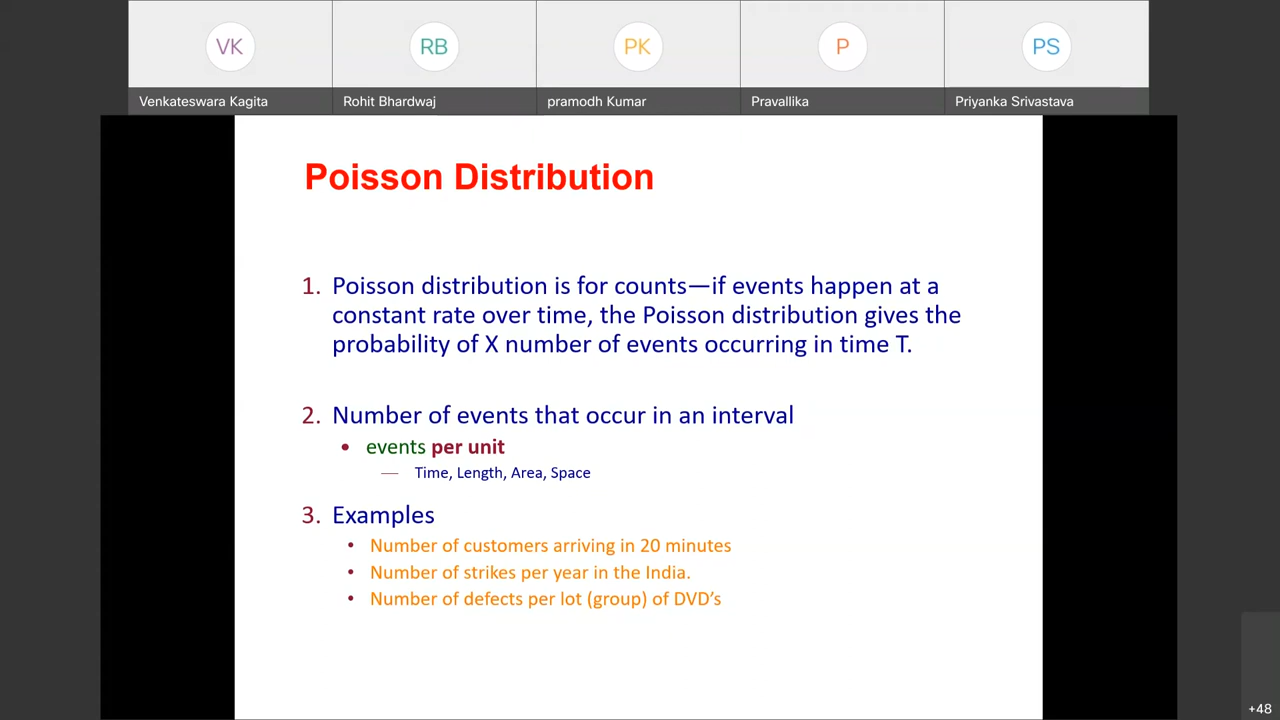 VK
RB
PK
P
PS
Venkateswara Kagita
Rohit Bhardwaj
pramodh Kumar
Pravallika
Priyanka Srivastava
Poisson Distribution
1. Poisson distribution is for counts—if events happen at a
constant rate over time, the Poisson distribution gives the
probability of X number of events occurring in time T.
2. Number of events that occur in an interval
• events per unit
— Time, Length, Area, Space
3. Examples
• Number of customers arriving in 20 minutes
• Number of strikes per year in the India.
• Number of defects per lot (group) of DVD’s
+48